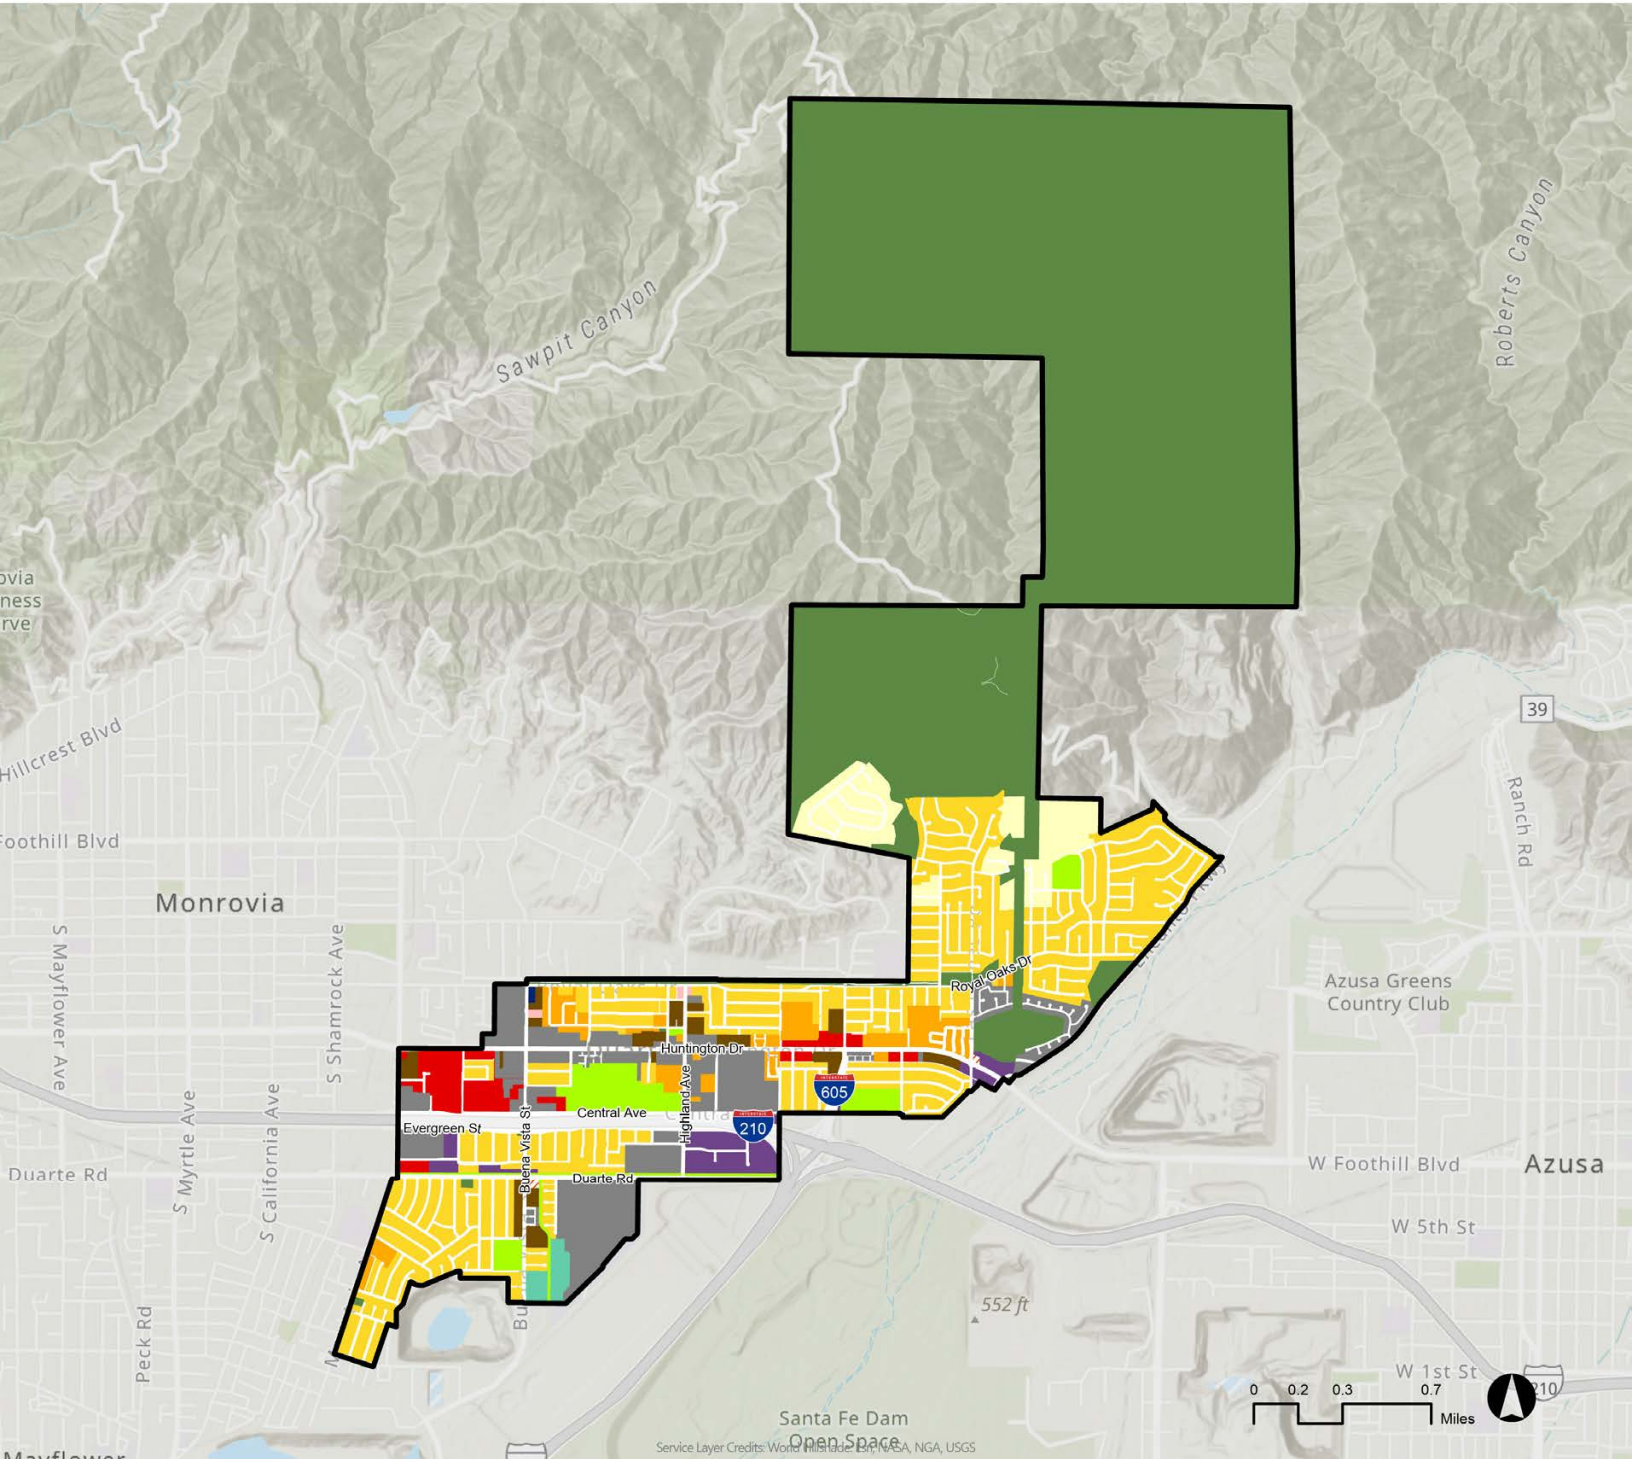 Roberts Canyon
Sawpit Canyon
ness
39
Hillcrest Blvd
Foothill Blvd
Ranch Rd
Monrovia
S Mayflower Ave
S Shamrock Ave
Royal Oaks Dr
Azusa Greens
Country Club
Huntington Dr
INTERSTATE
605
Highland Ave
Central Ave
INTERSTATE
210
Evergreen St
Buena Vista St
S Myrtle Ave
S California Ave
Duarte Rd
Duarte Rd
W Foothill Blvd
Azusa
W 5th St
552 ft
Peck Rd
W 1st St
210
0 0.2 0.3 0.7
Miles
Santa Fe Dam
Open Space
Service Layer Credits: World Hillshade: Esri, NASA, NGA, USGS
Mayflower